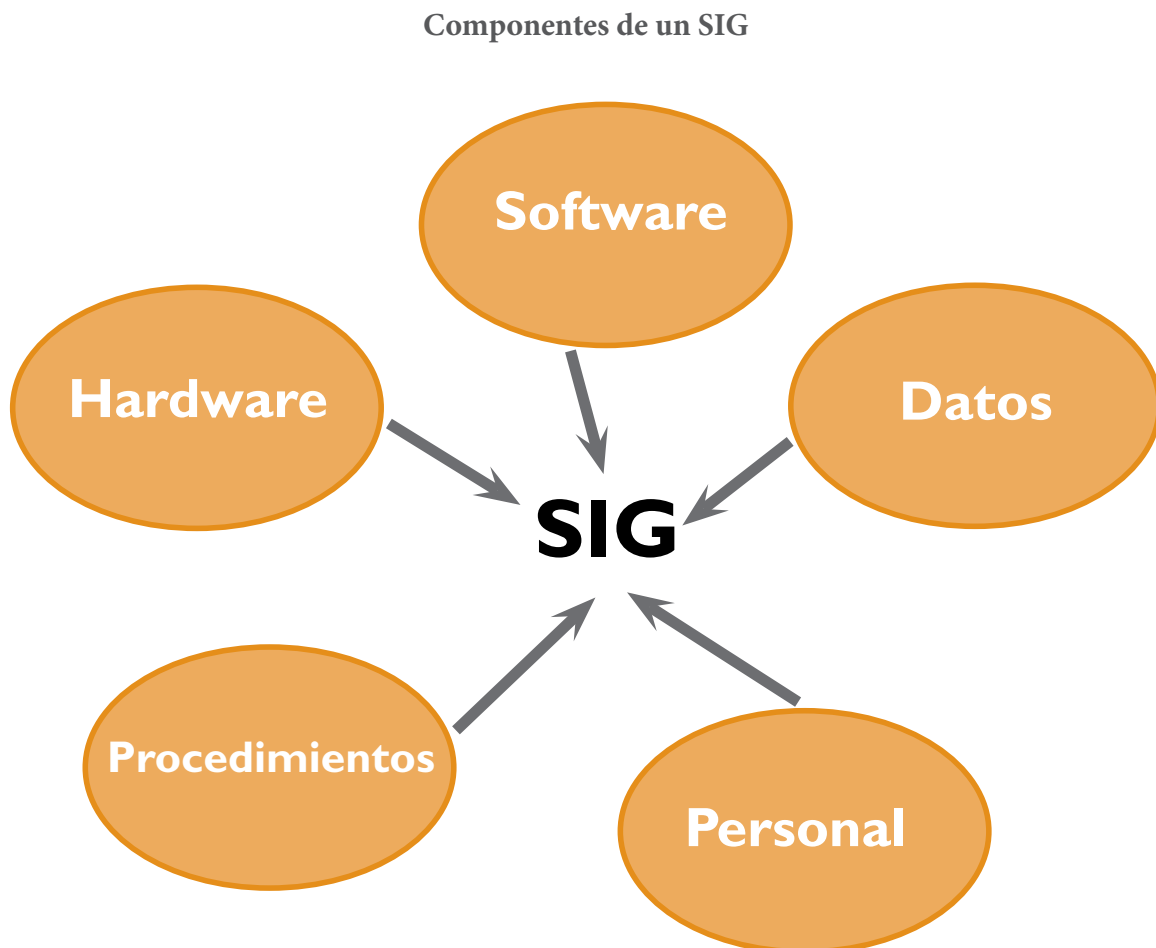 Componentes de un SIG
Software
Hardware
Datos
SIG
Procedimientos
Personal